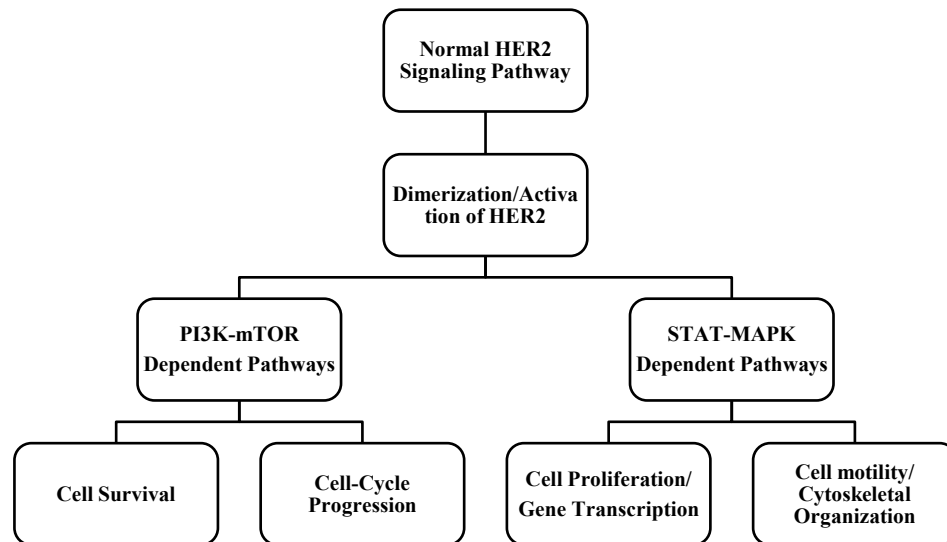 Normal HER2
Signaling Pathway
Dimerization/Activa
tion of HER2
PI3K-mTOR
Dependent Pathways
STAT-MAPK
Dependent Pathways
Cell Survival
Cell-Cycle
Progression
Cell Proliferation/
Gene Transcription
Cell motility/
Cytoskeletal
Organization